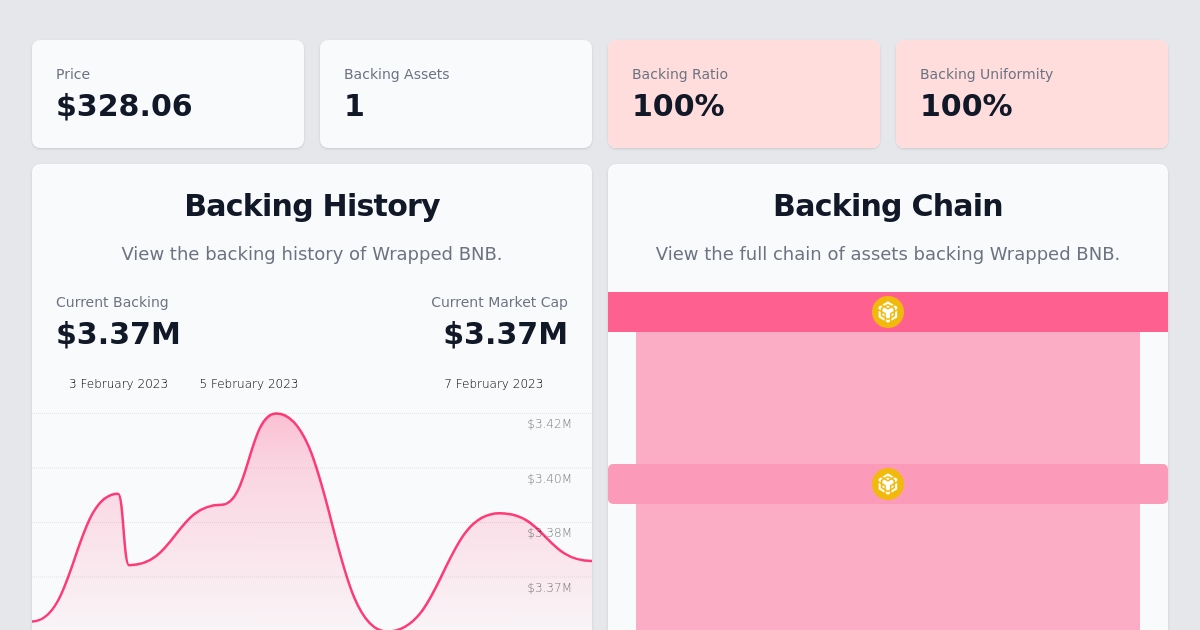 Price
$328.06
Backing Assets
1
Backing Ratio
100%
Backing Uniformity
100%
Backing History
View the backing history of Wrapped BNB.
Current Backing
$3.37M
Current Market Cap
$3.37M
3 February 2023
5 February 2023
7 February 2023
$3.42M
$3.40M
$3.38M
$3.37M
Backing Chain
View the full chain of assets backing Wrapped BNB.